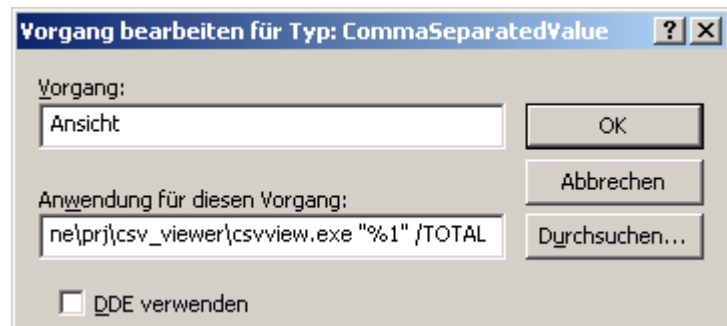 Vorgang bearbeiten für Typ: CommaSeparatedValue
Vorgang:
Ansicht
OK
Abbrechen
Anwendung für diesen Vorgang:
ne\prj\csv_viewer\csvview.exe "%1" /TOTAL
Durchsuchen...
DDE verwenden